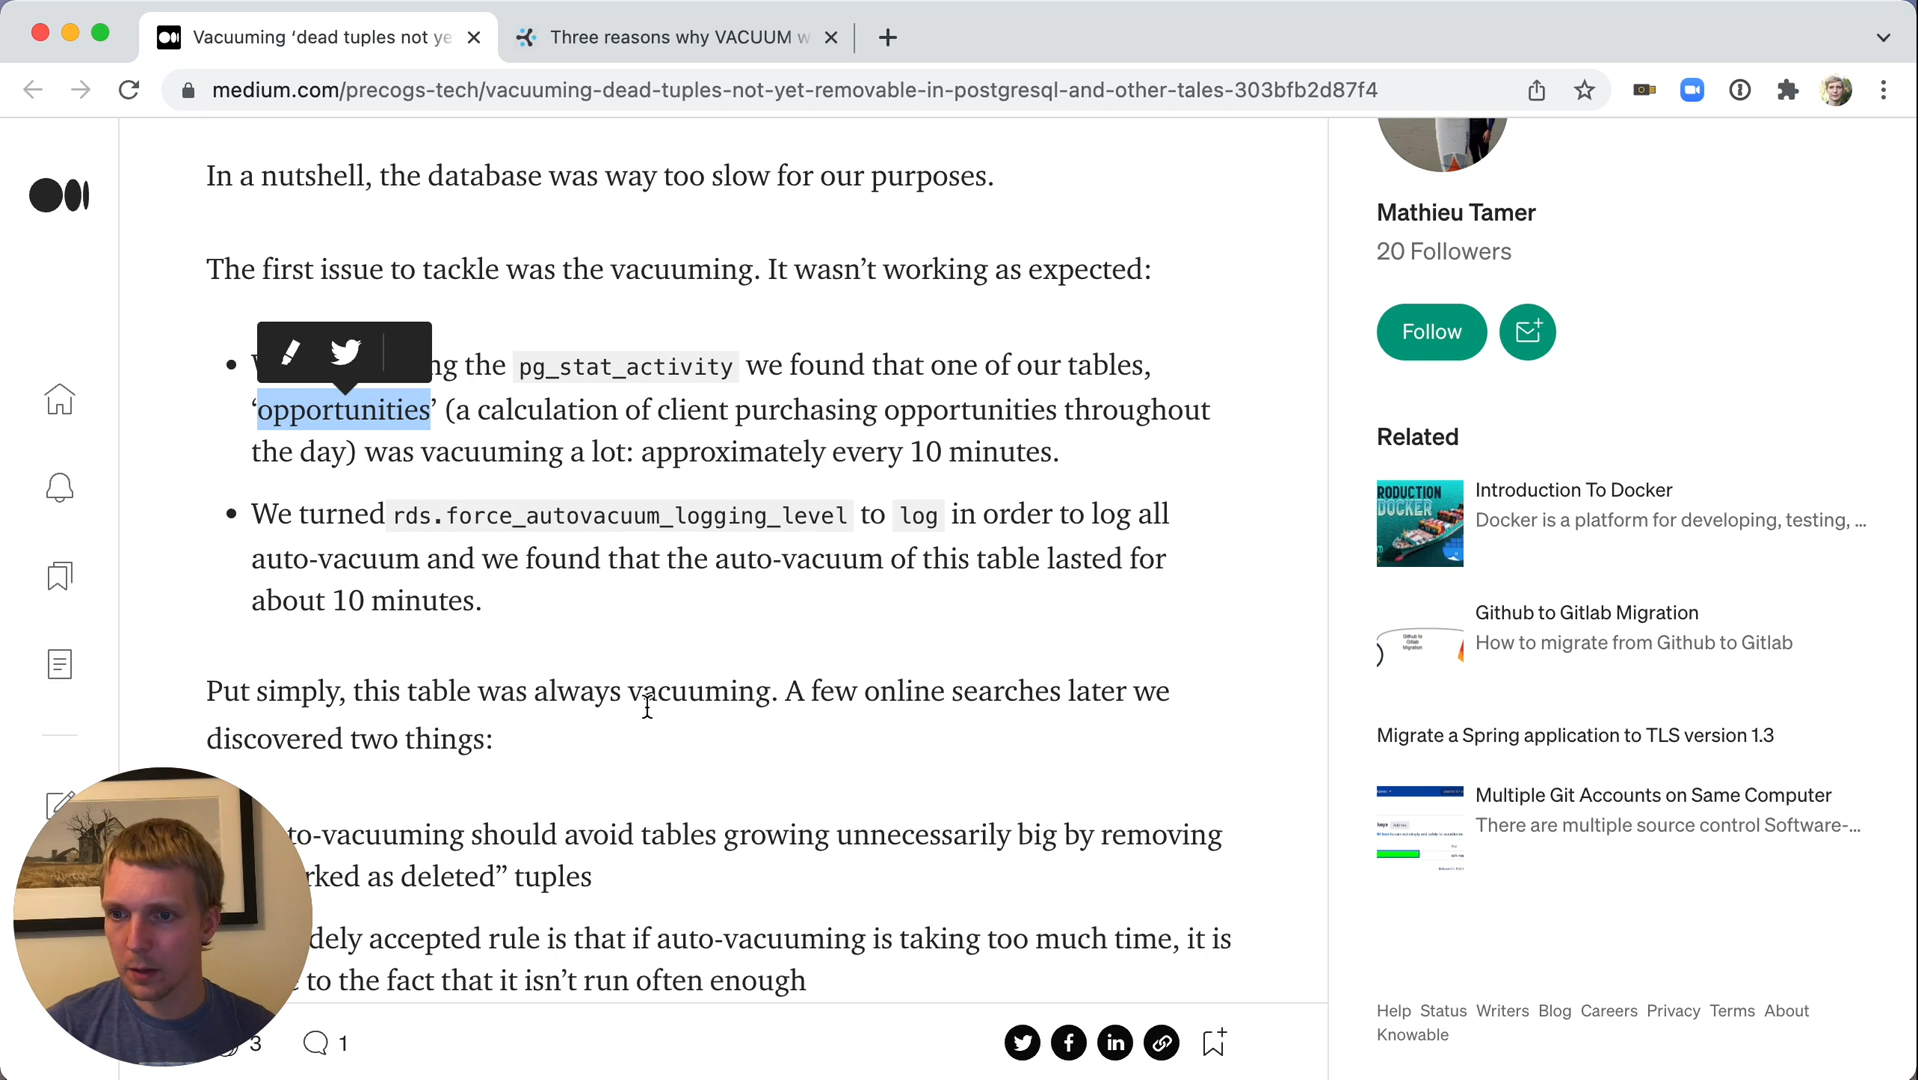 Vacuuming ‘dead tuples not ye
Three reasons why VACUUM w
medium.com/precogs-tech/vacuuming-dead-tuples-not-yet-removable-in-postgresql-and-other-tales-303bfb2d87f4
In a nutshell, the database was way too slow for our purposes.
The first issue to tackle was the vacuuming. It wasn’t working as expected:
ng the pg_stat_activity we found that one of our tables,
‘opportunities’ (a calculation of client purchasing opportunities throughout
the day) was vacuuming a lot: approximately every 10 minutes.
We turned rds.force_autovacuum_logging_level to log in order to log all
auto-vacuum and we found that the auto-vacuum of this table lasted for
about 10 minutes.
Put simply, this table was always vacuuming. A few online searches later we
discovered two things:
to-vacuuming should avoid tables growing unnecessarily big by removing
rked as deleted” tuples
dely accepted rule is that if auto-vacuuming is taking too much time, it is
to the fact that it isn’t run often enough
3
1
Mathieu Tamer
20 Followers
Follow
Related
RODUCTION
DOCKER
Introduction To Docker
Docker is a platform for developing, testing, ...
Github to
Gitlab
Migration
Github to Gitlab Migration
How to migrate from Github to Gitlab
Migrate a Spring application to TLS version 1.3
Multiple Git Accounts on Same Computer
There are multiple source control Software-...
Help Status Writers Blog Careers Privacy Terms About
Knowable